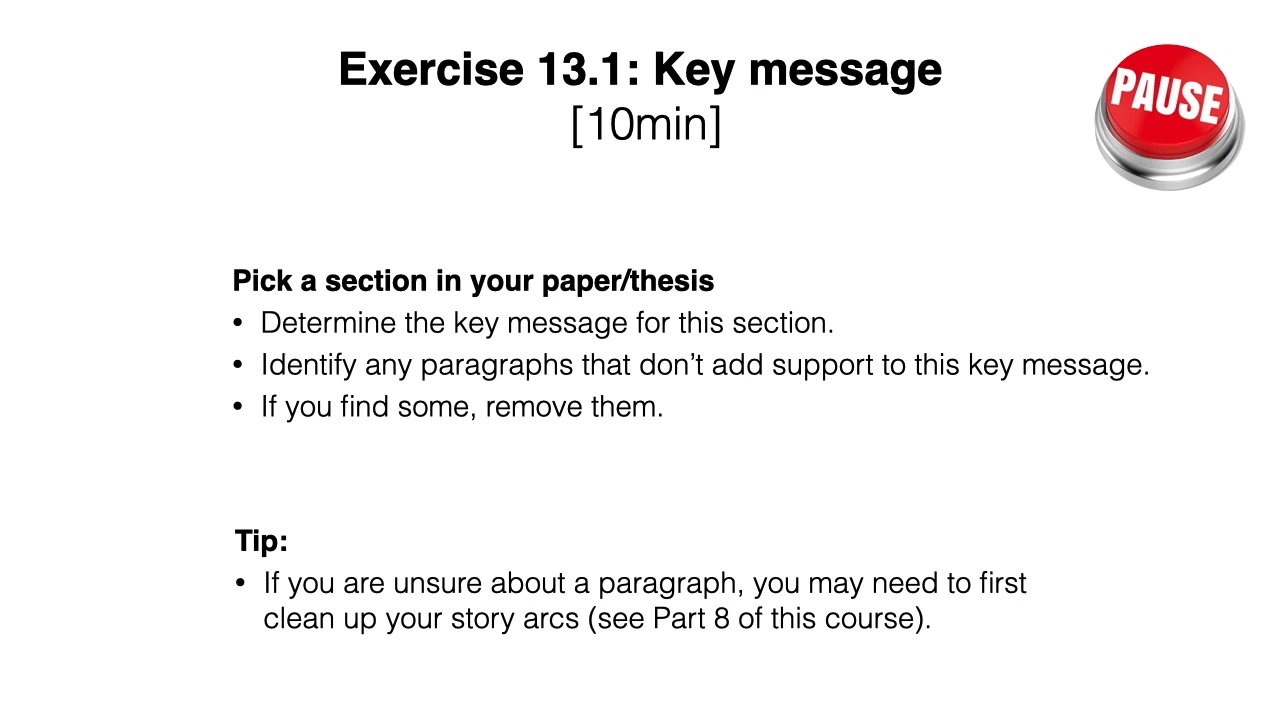 Exercise 13.1: Key message
[10min]
PAUSE
Pick a section in your paper/thesis
• Determine the key message for this section.
• Identify any paragraphs that don’t add support to this key message.
• If you find some, remove them.
Tip:
• If you are unsure about a paragraph, you may need to first
clean up your story arcs (see Part 8 of this course).